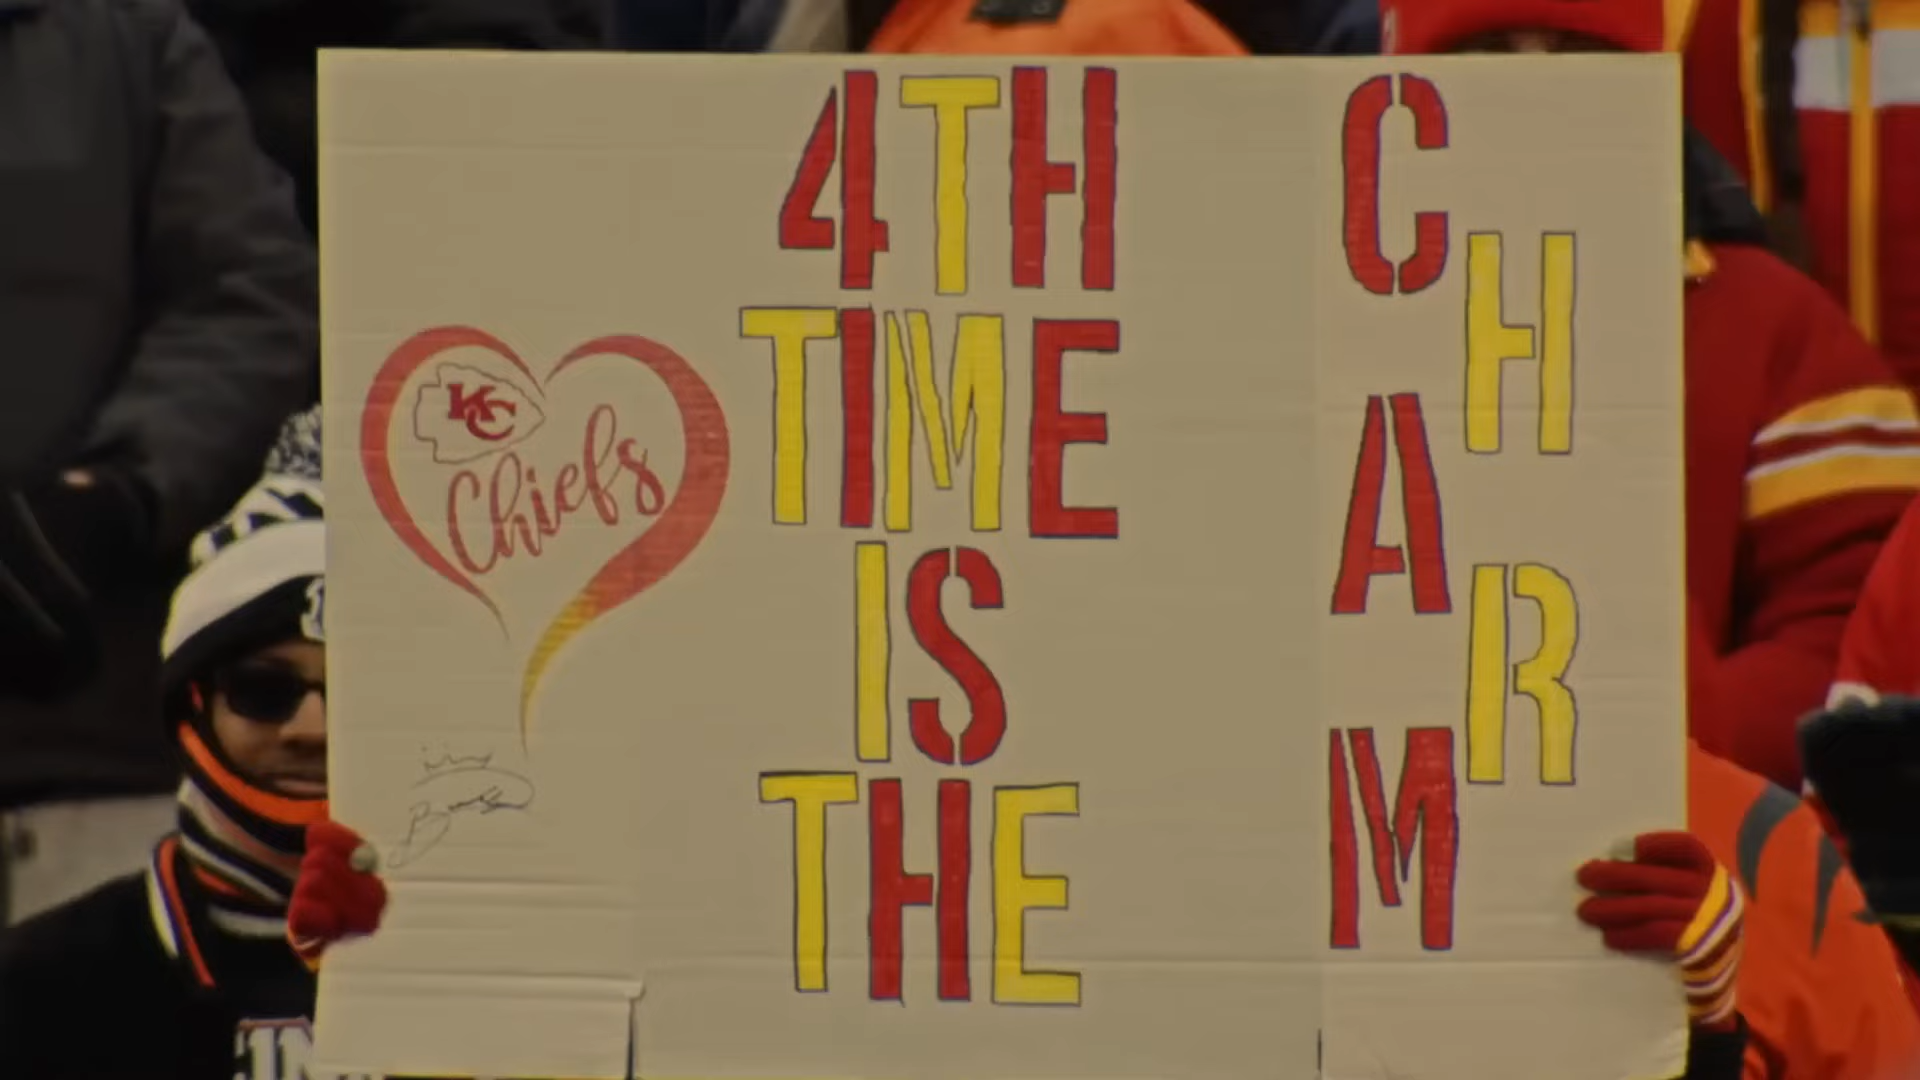 4TH
TIME
IS
THE
CHARM
KC
Chiefs